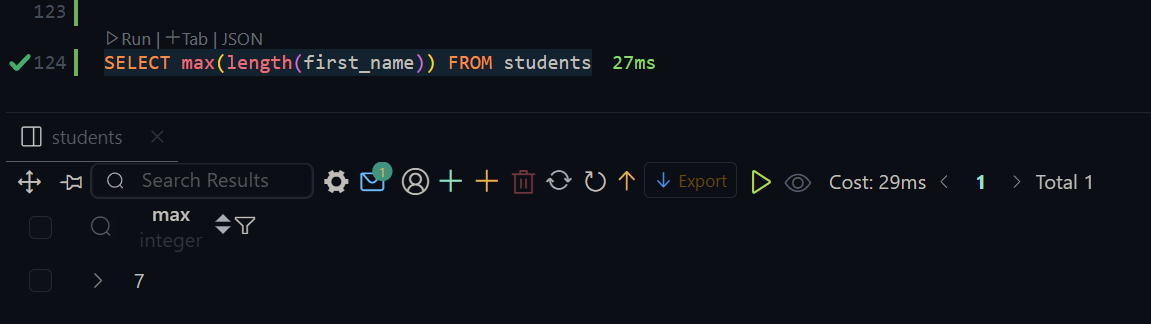 123
Run | Tab | JSON
124 SELECT max(length(first_name)) FROM students 27ms
students
Search Results 1 Export Cost: 29ms 1 Total 1
max
integer
7